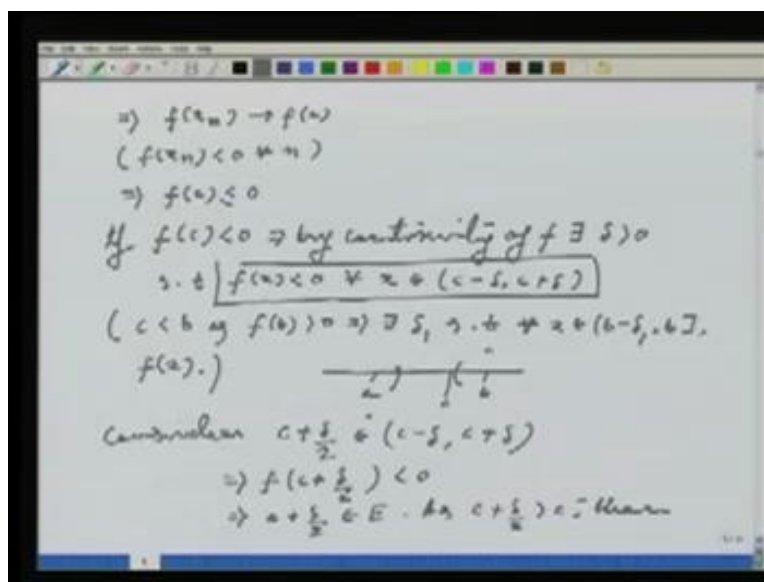 ⇒ f(xₙ) → f(c)
(f(xₙ) < 0 ∀ n)
⇒ f(c) ≤ 0
If f(c) < 0 ⇒ by continuity of f ∃ δ > 0
s.t f(x) < 0 ∀ x ∈ (c-δ, c+δ)
(c < b as f(b) > 0 ⇒ ∃ δ₁ s.t ∀ x ∈ (b-δ₁, b],
f(x).)
a c b
Consider c + δ/2 ∈ (c-δ, c+δ)
⇒ f(c + δ/2) < 0
⇒ c + δ/2 ∈ E. As c + δ/2 > c, then